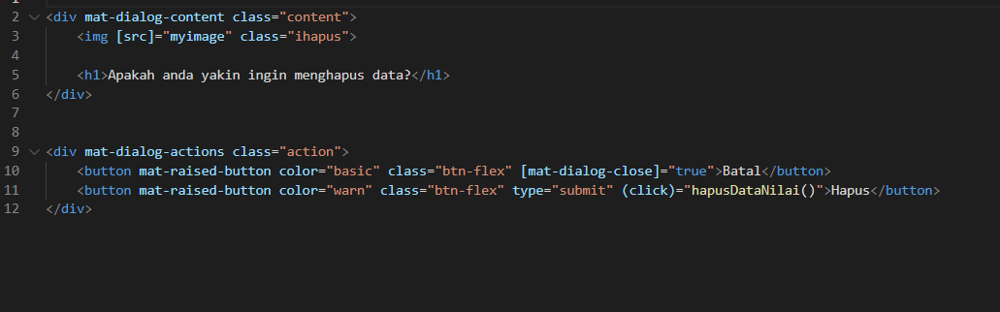 2 <div mat-dialog-content class="content">
3 <img [src]="myimage" class="ihapus">
4
5 <h1>Apakah anda yakin ingin menghapus data?</h1>
6 </div>
7
8
9 <div mat-dialog-actions class="action">
10 <button mat-raised-button color="basic" class="btn-flex" [mat-dialog-close]="true">Batal</button>
11 <button mat-raised-button color="warn" class="btn-flex" type="submit" (click)="hapusDataNilai()">Hapus</button>
12 </div>